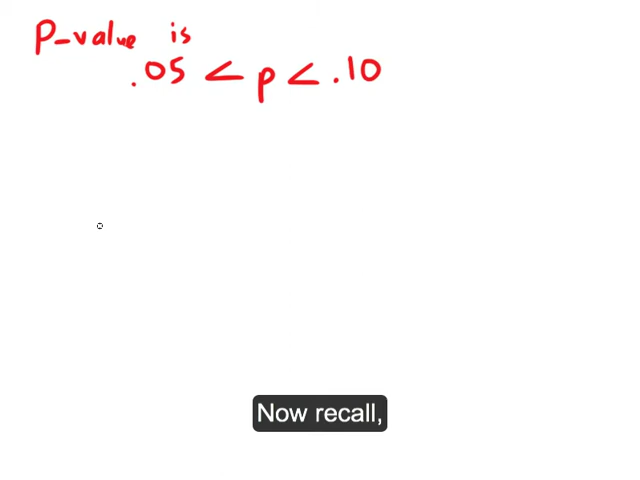 P-value is
.05 < p < .10
Now recall,